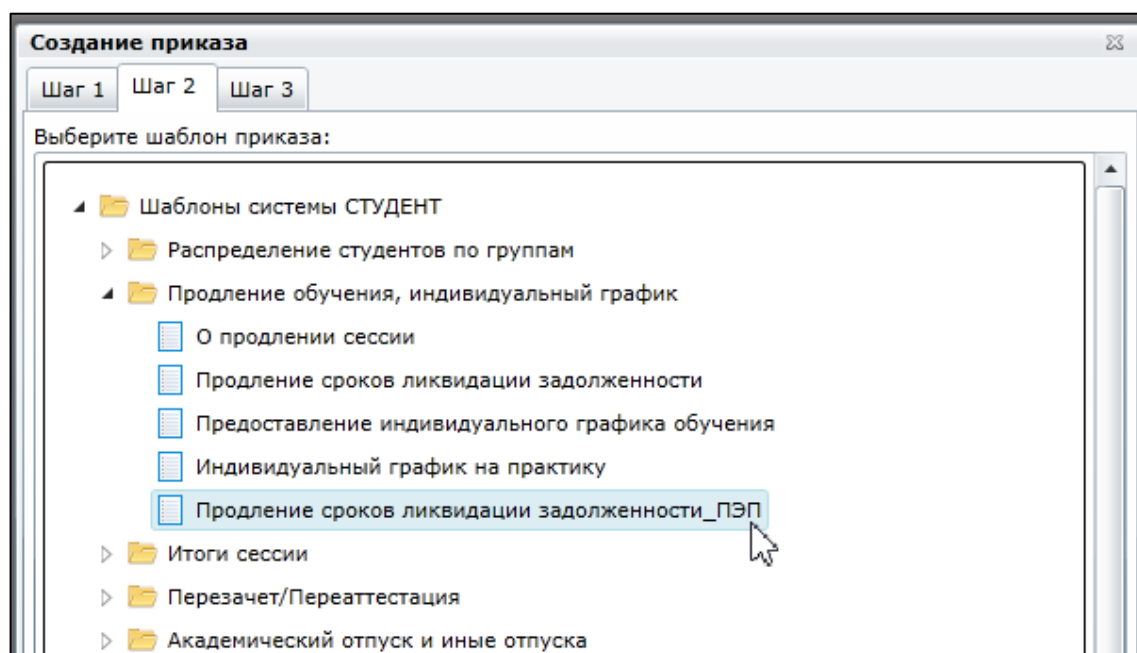 Создание приказа
Шаг 1 Шаг 2 Шаг 3
Выберите шаблон приказа:
Шаблоны системы СТУДЕНТ
Распределение студентов по группам
Продление обучения, индивидуальный график
О продлении сессии
Продление сроков ликвидации задолженности
Предоставление индивидуального графика обучения
Индивидуальный график на практику
Продление сроков ликвидации задолженности_ПЭП
Итоги сессии
Перезачет/Переаттестация
Академический отпуск и иные отпуска